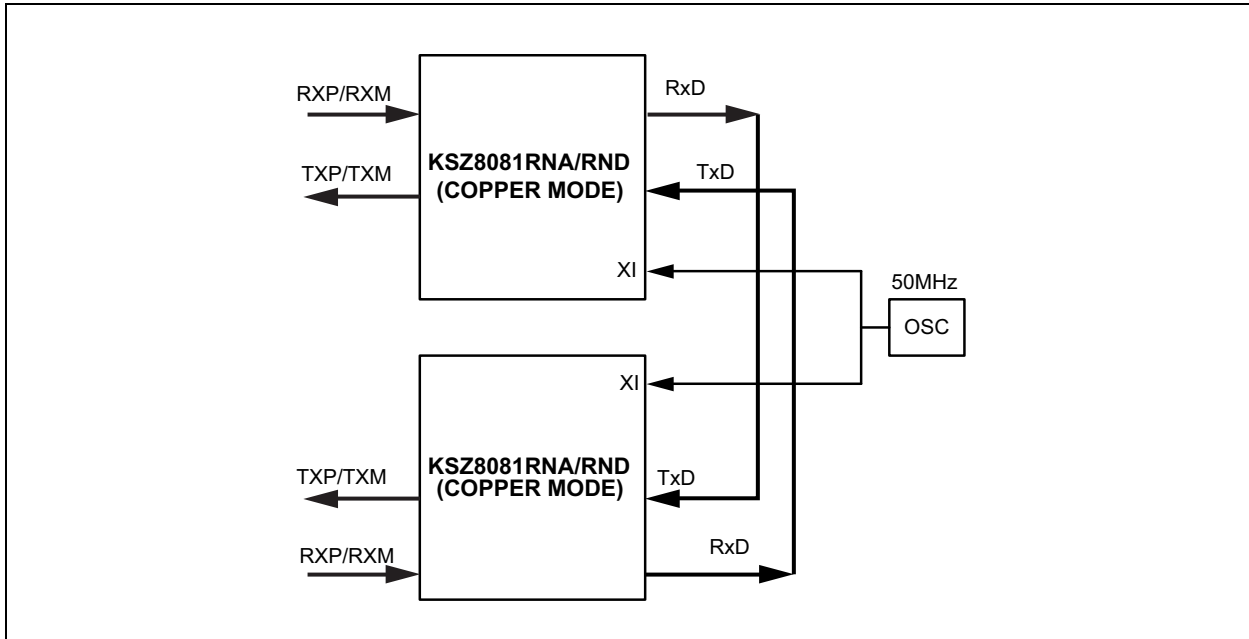 RXP/RXM
RxD
KSZ8081RNA/RND
(COPPER MODE)
TXP/TXM
TxD
XI
50MHz
OSC
XI
KSZ8081RNA/RND
(COPPER MODE)
TXP/TXM
TxD
RXP/RXM
RxD